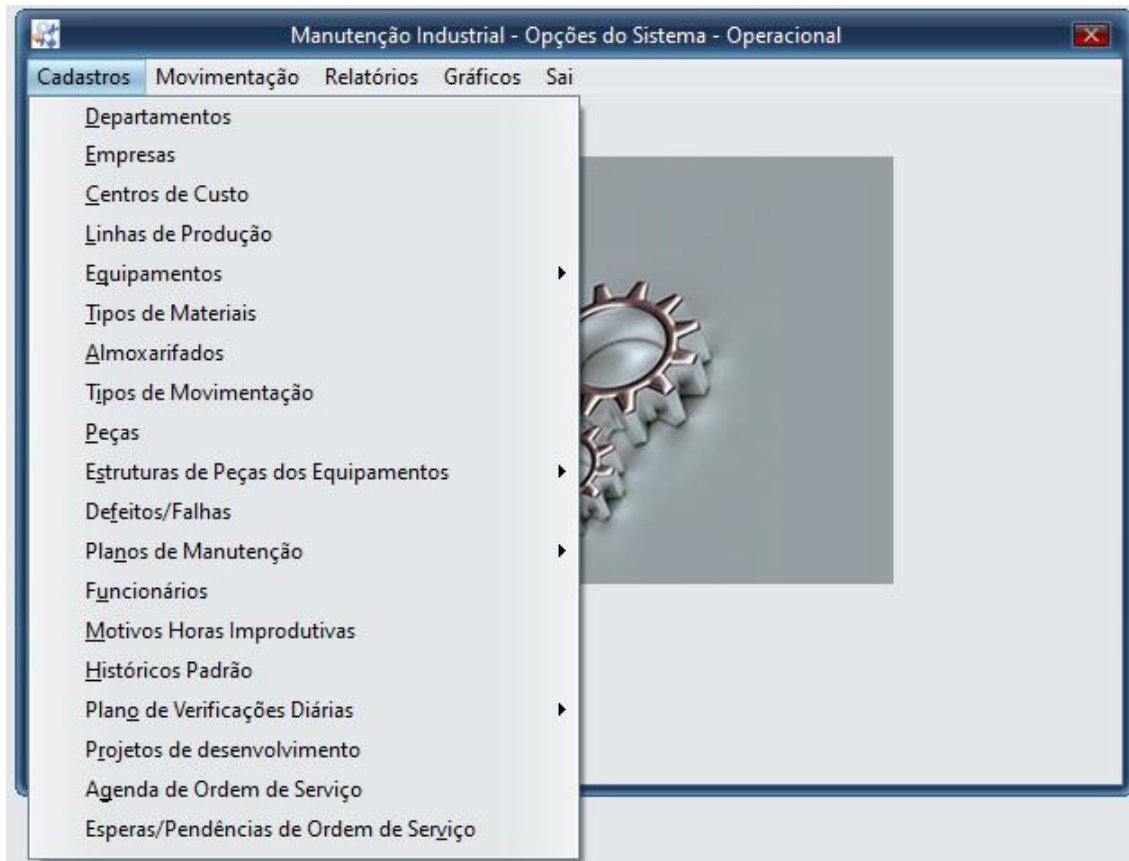 Manutenção Industrial - Opções do Sistema - Operacional
Cadastros Movimentação Relatórios Gráficos Sai
Departamentos
Empresas
Centros de Custo
Linhas de Produção
Equipamentos
Tipos de Materiais
Almoxarifados
Tipos de Movimentação
Peças
Estruturas de Peças dos Equipamentos
Defeitos/Falhas
Planos de Manutenção
Funcionários
Motivos Horas Improdutivas
Históricos Padrão
Plano de Verificações Diárias
Projetos de desenvolvimento
Agenda de Ordem de Serviço
Esperas/Pendências de Ordem de Serviço